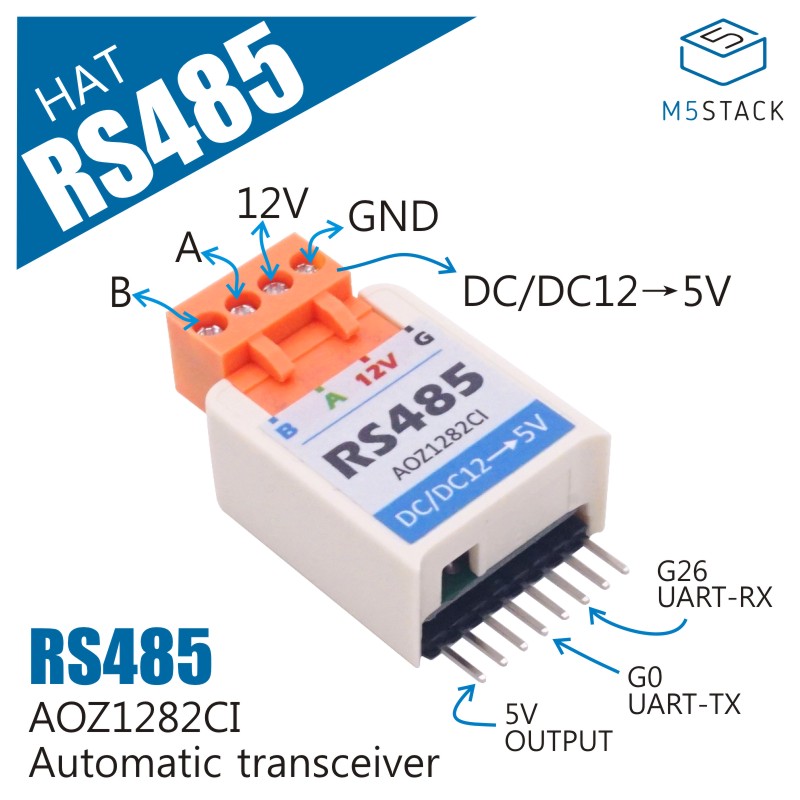 HAT
RS485
5
M5STACK
12V
GND
A
B
DC/DC12→5V
B
A
12V
G
RS485
AOZ1282CI
DC/DC12→5V
G26
UART-RX
G0
UART-TX
5V
OUTPUT
RS485
AOZ1282CI
Automatic transceiver